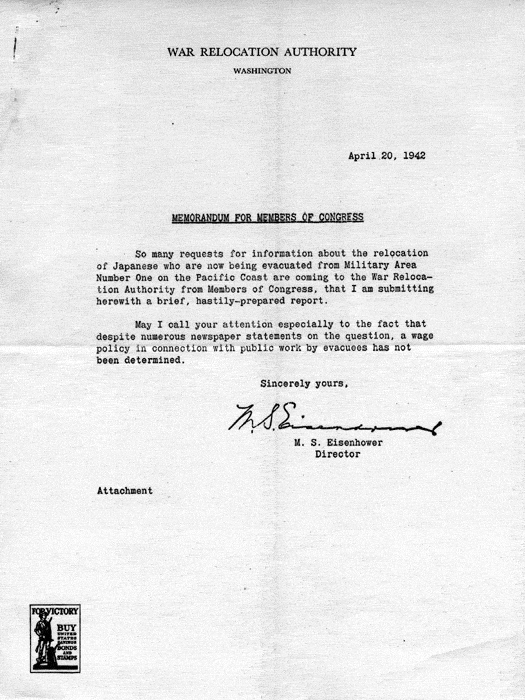 WAR RELOCATION AUTHORITY
WASHINGTON
April 20, 1942
MEMORANDUM FOR MEMBERS OF CONGRESS
So many requests for information about the relocation
of Japanese who are now being evacuated from Military Area
Number One on the Pacific Coast are coming to the War Reloca-
tion Authority from Members of Congress, that I am submitting
herewith a brief, hastily-prepared report.
May I call your attention especially to the fact that
despite numerous newspaper statements on the question, a wage
policy in connection with public work by evacuees has not
been determined.
Sincerely yours,
M. S. Eisenhower
M. S. Eisenhower
Director
Attachment
FOR VICTORY
BUY
UNITED
STATES
SAVINGS
BONDS
AND
STAMPS